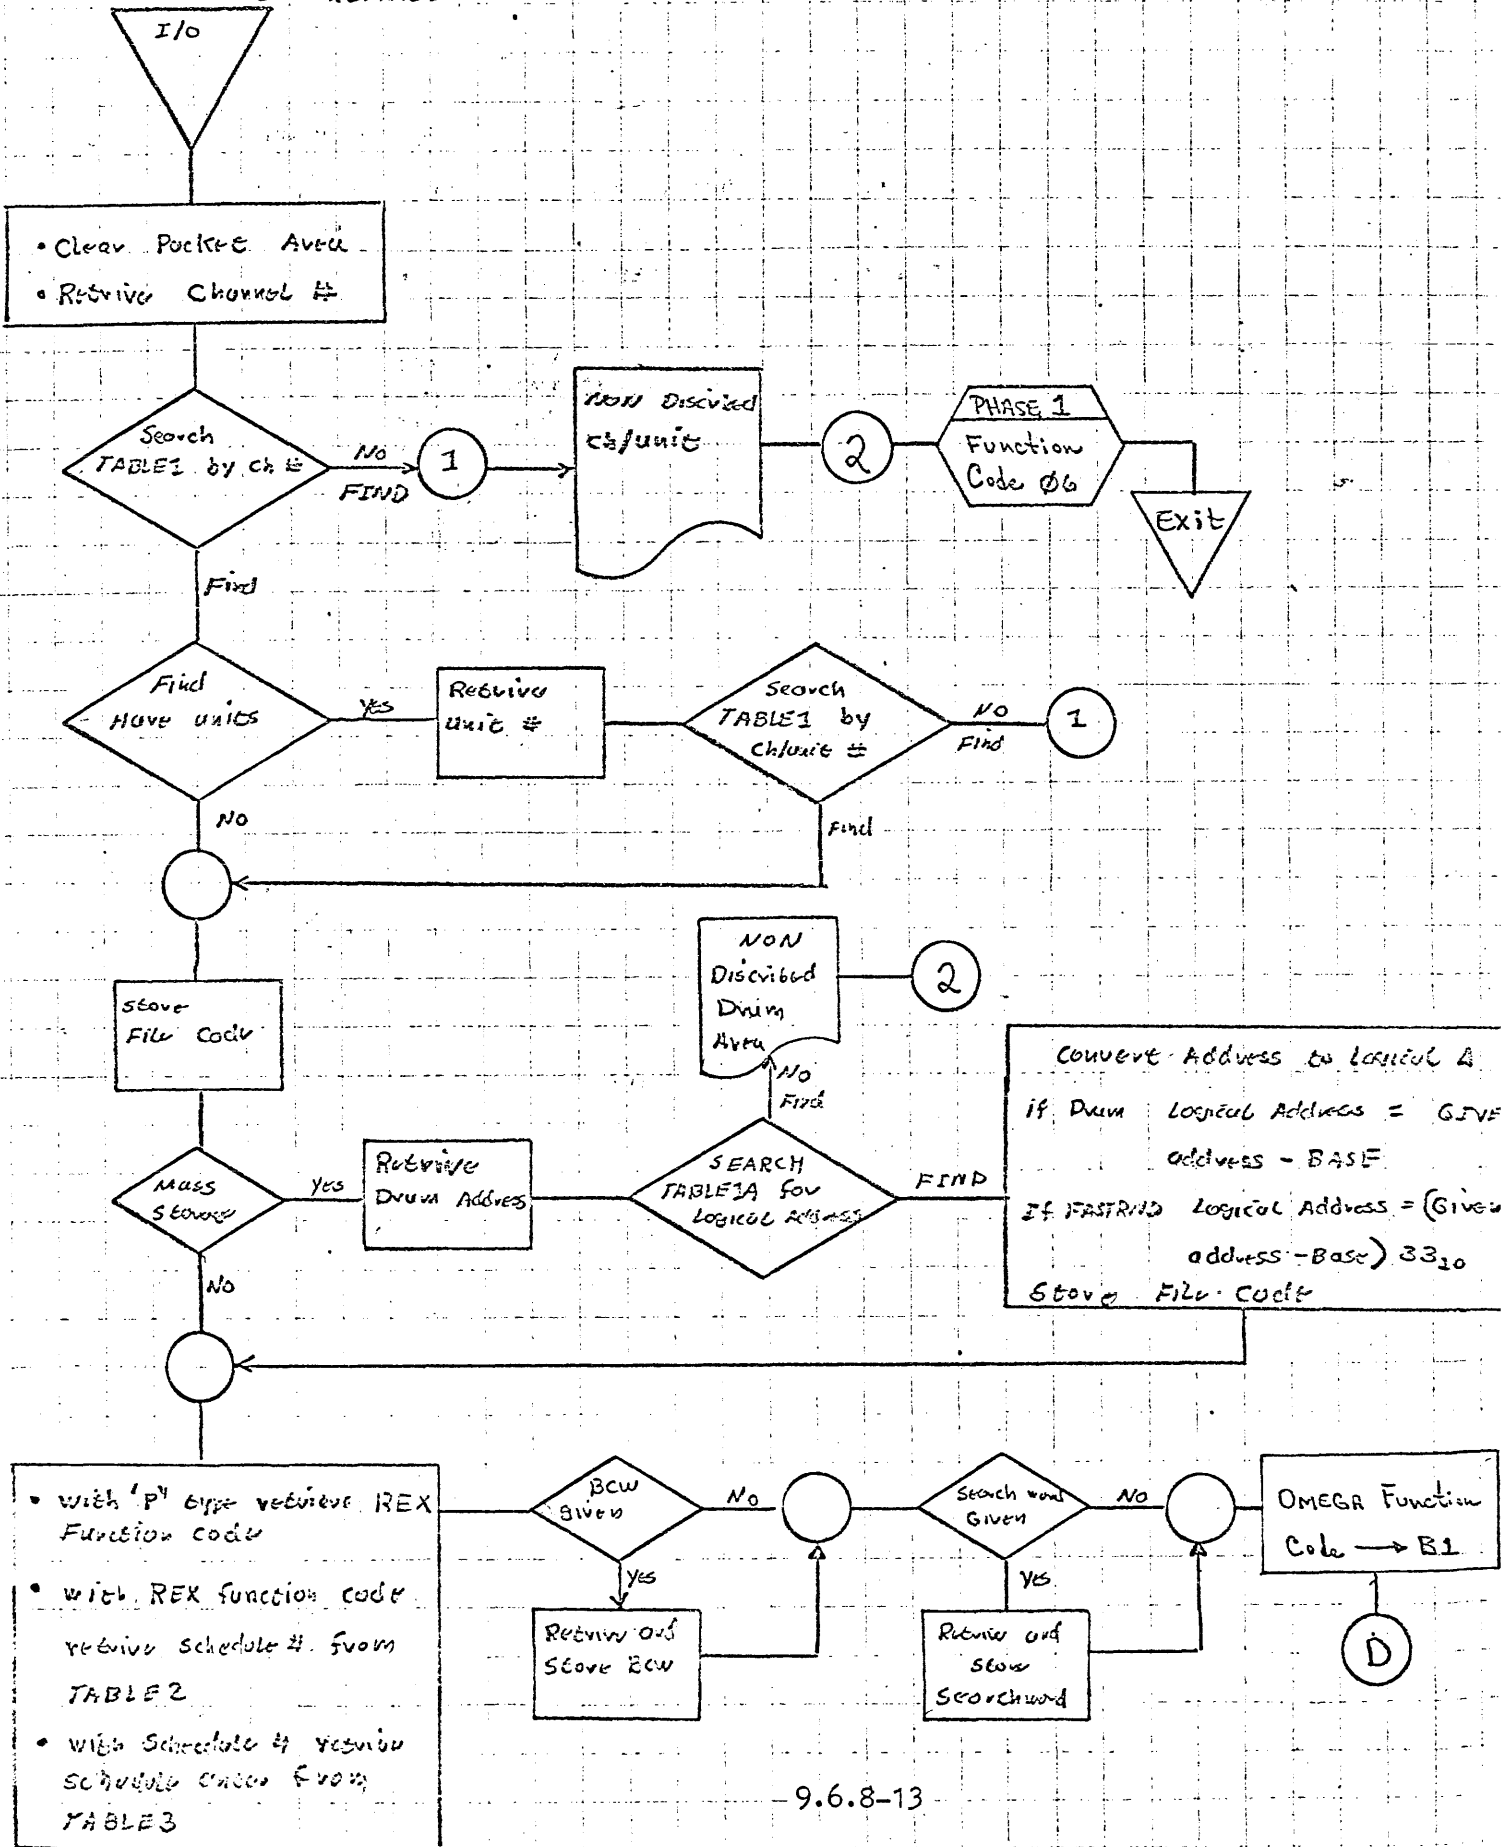 I/O
• Clear Packet Area
• Retrive Channel #
Search
TABLE1 by ch #
No
FIND
1
NON Discribed
ch/unit
2
PHASE 1
Function
Code Ø6
Exit
Find
Find
Have units
YES
Retrive
Unit #
Search
TABLE1 by
Ch/unit #
NO
Find
1
NO
Find
Store
File Code
NON
Discribed
Drum
Area
2
No
Find
Mass
Storage
YES
Retrive
Drum Address
SEARCH
TABLE1A for
Logical Address
FIND
Convert Address to Logical Δ
if Drum Logical Address = GIVE
address - BASE
If FASTRND Logical Address = (Given
address - Base) 33₁₀
Store File Code
NO
• with 'P' type retrieve REX
Function code
• with REX function code
retrive schedule #. from
TABLE2
• with Schedule # retrive
schedule from
TABLE3
BCW
given
NO
YES
Retrive and
Store BCW
Search word
Given
NO
YES
Retrive and
Store
Searchword
OMEGA Function
Code → B1
D
9.6.8-13